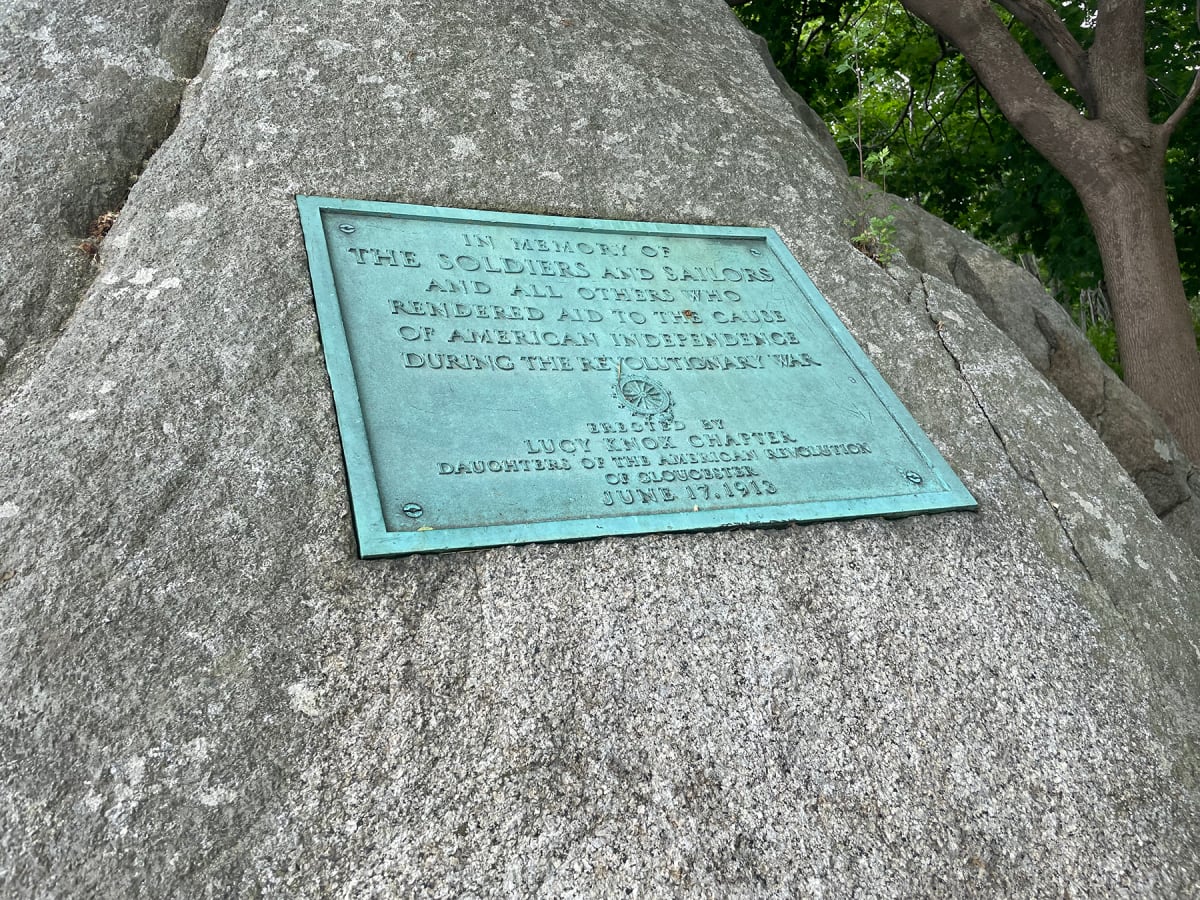 IN MEMORY OF
THE SOLDIERS AND SAILORS
AND ALL OTHERS WHO
RENDERED AID TO THE CAUSE
OF AMERICAN INDEPENDENCE
DURING THE REVOLUTIONARY WAR
ERECTED BY
LUCY KNOX CHAPTER
DAUGHTERS OF THE AMERICAN REVOLUTION
OF GLOUCESTER
JUNE 17, 1913